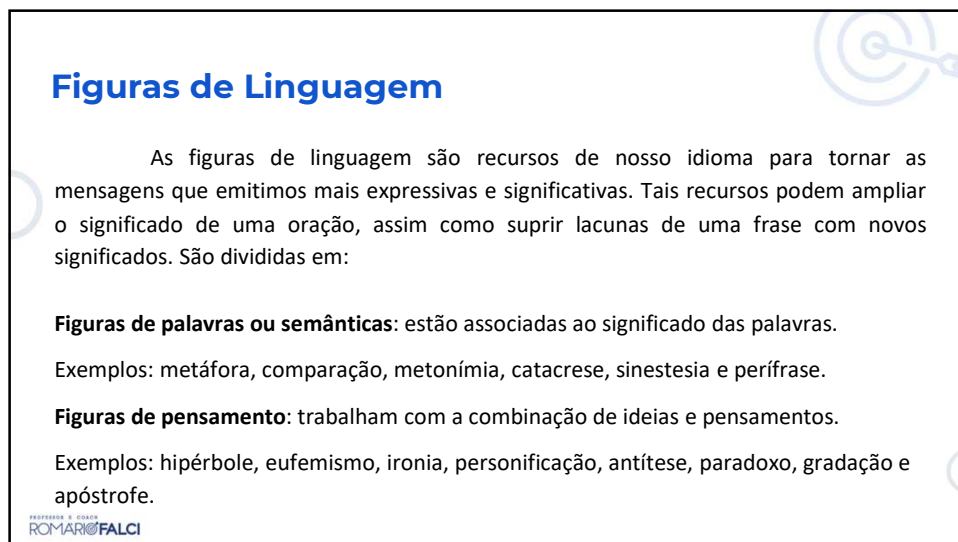 Figuras de Linguagem
As figuras de linguagem são recursos de nosso idioma para tornar as
mensagens que emitimos mais expressivas e significativas. Tais recursos podem ampliar
o significado de uma oração, assim como suprir lacunas de uma frase com novos
significados. São divididas em:
Figuras de palavras ou semânticas: estão associadas ao significado das palavras.
Exemplos: metáfora, comparação, metonímia, catacrese, sinestesia e perífrase.
Figuras de pensamento: trabalham com a combinação de ideias e pensamentos.
Exemplos: hipérbole, eufemismo, ironia, personificação, antítese, paradoxo, gradação e
apóstrofe.
PROFESSOR E COACH
ROMÁRIO FALCI